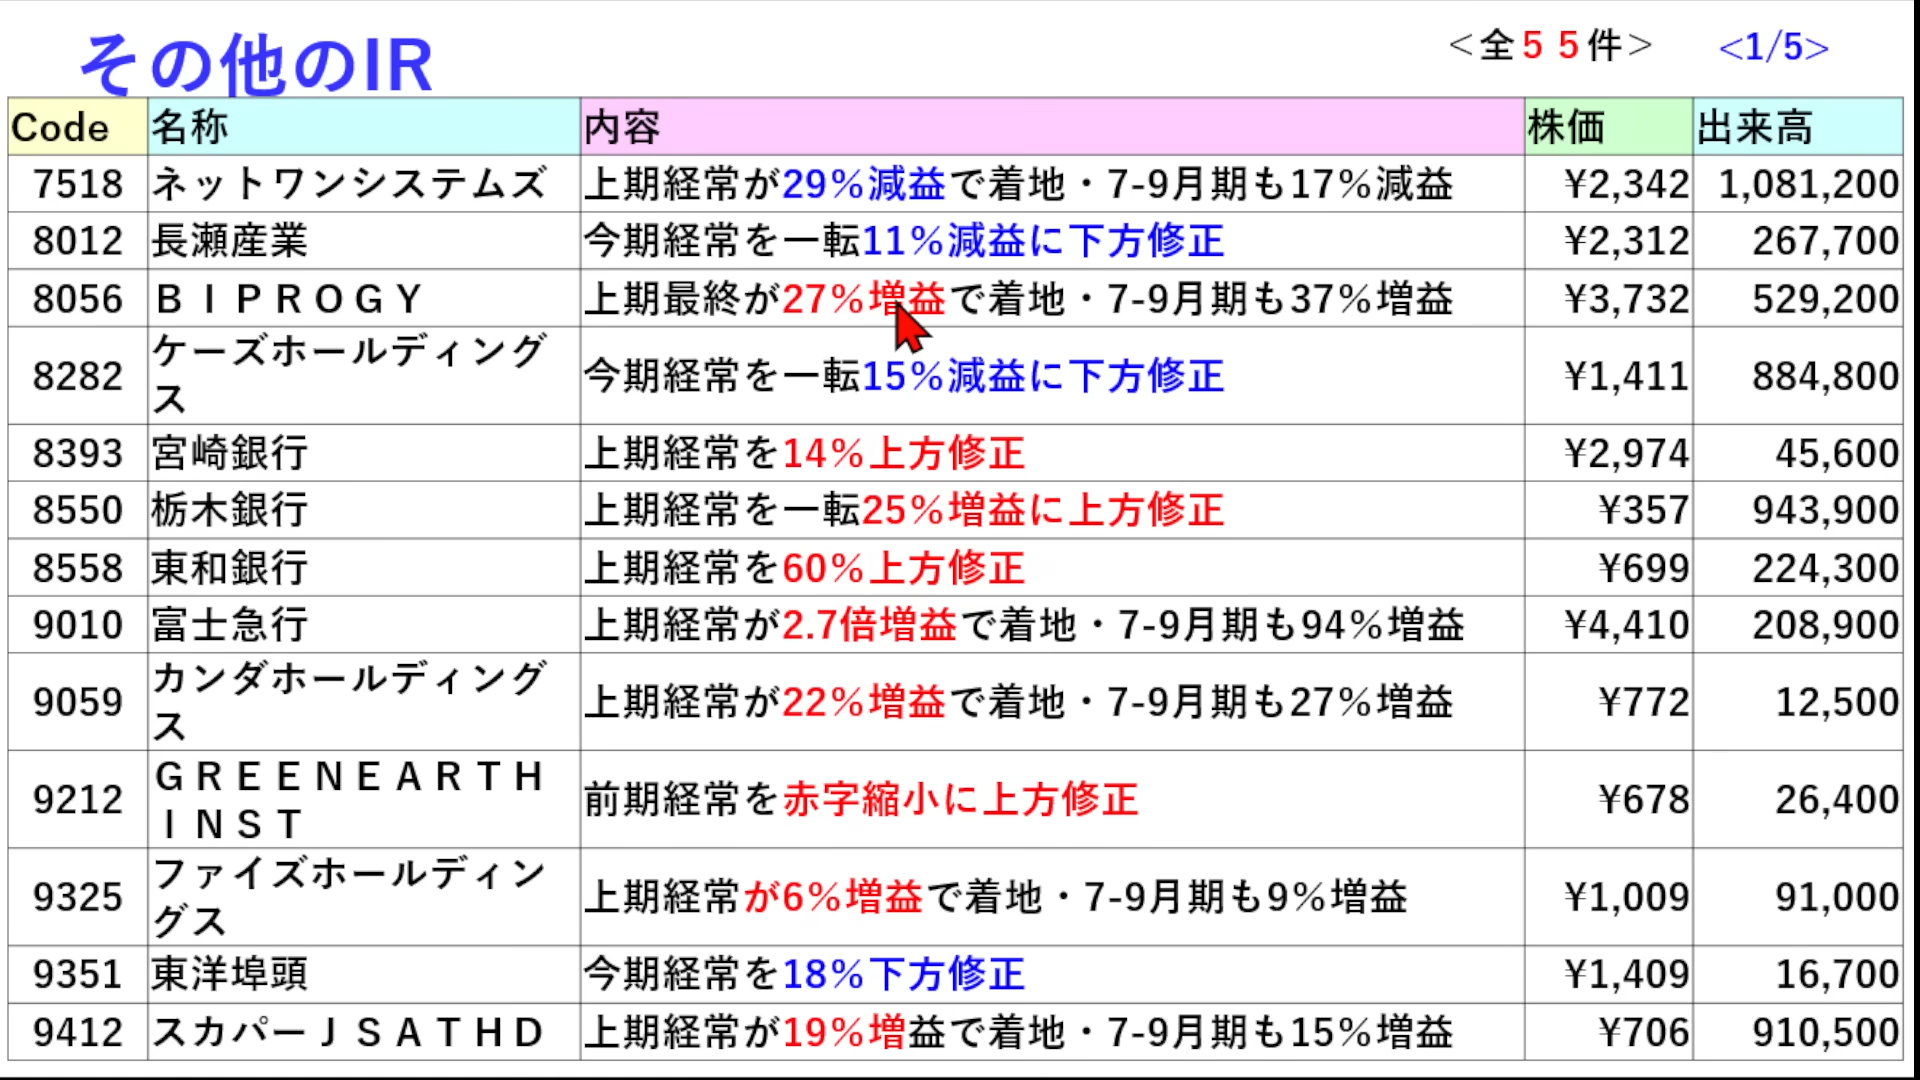 その他のIR
＜全５５件＞ <1/5>
Code 名称 内容 株価 出来高
7518 ネットワンシステムズ 上期経常が29％減益で着地・7-9月期も17％減益 ¥2,342 1,081,200
8012 長瀬産業 今期経常を一転11％減益に下方修正 ¥2,312 267,700
8056 ＢＩＰＲＯＧＹ 上期最終が27％増益で着地・7-9月期も37％増益 ¥3,732 529,200
8282 ケーズホールディング
ス 今期経常を一転15％減益に下方修正 ¥1,411 884,800
8393 宮崎銀行 上期経常を14％上方修正 ¥2,974 45,600
8550 栃木銀行 上期経常を一転25％増益に上方修正 ¥357 943,900
8558 東和銀行 上期経常を60％上方修正 ¥699 224,300
9010 富士急行 上期経常が2.7倍増益で着地・7-9月期も94％増益 ¥4,410 208,900
9059 カンダホールディング
ス 上期経常が22％増益で着地・7-9月期も27％増益 ¥772 12,500
9212 ＧＲＥＥＮＥＡＲＴＨ
ＩＮＳＴ 前期経常を赤字縮小に上方修正 ¥678 26,400
9325 ファイズホールディン
グス 上期経常が6％増益で着地・7-9月期も9％増益 ¥1,009 91,000
9351 東洋埠頭 今期経常を18％下方修正 ¥1,409 16,700
9412 スカパーＪＳＡＴＨＤ 上期経常が19％増益で着地・7-9月期も15％増益 ¥706 910,500